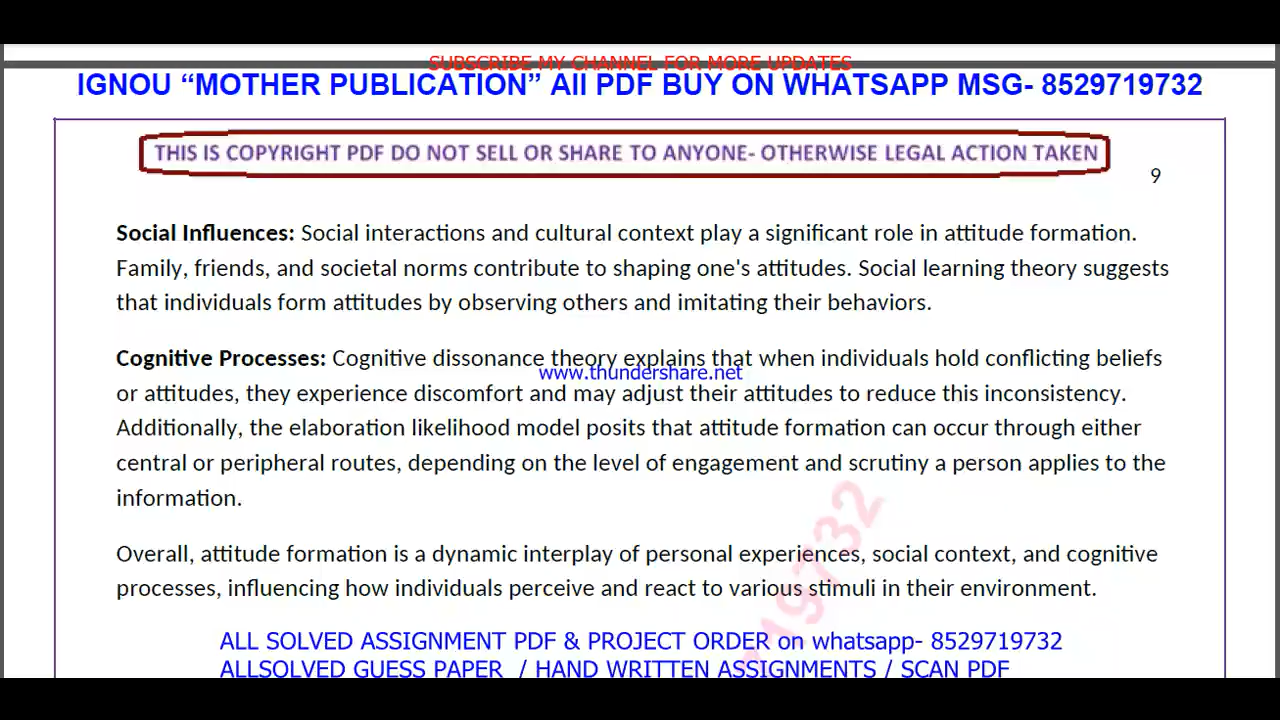 SUBSCRIBE MY CHANNEL FOR MORE UPDATES
IGNOU “MOTHER PUBLICATION” All PDF BUY ON WHATSAPP MSG- 8529719732
THIS IS COPYRIGHT PDF DO NOT SELL OR SHARE TO ANYONE- OTHERWISE LEGAL ACTION TAKEN
9
Social Influences: Social interactions and cultural context play a significant role in attitude formation.
Family, friends, and societal norms contribute to shaping one's attitudes. Social learning theory suggests
that individuals form attitudes by observing others and imitating their behaviors.
Cognitive Processes: Cognitive dissonance theory explains that when individuals hold conflicting beliefs
www.thundershare.net
or attitudes, they experience discomfort and may adjust their attitudes to reduce this inconsistency.
Additionally, the elaboration likelihood model posits that attitude formation can occur through either
central or peripheral routes, depending on the level of engagement and scrutiny a person applies to the
information.
Overall, attitude formation is a dynamic interplay of personal experiences, social context, and cognitive
processes, influencing how individuals perceive and react to various stimuli in their environment.
19732
ALL SOLVED ASSIGNMENT PDF & PROJECT ORDER on whatsapp- 8529719732
ALLSOLVED GUESS PAPER / HAND WRITTEN ASSIGNMENTS / SCAN PDF